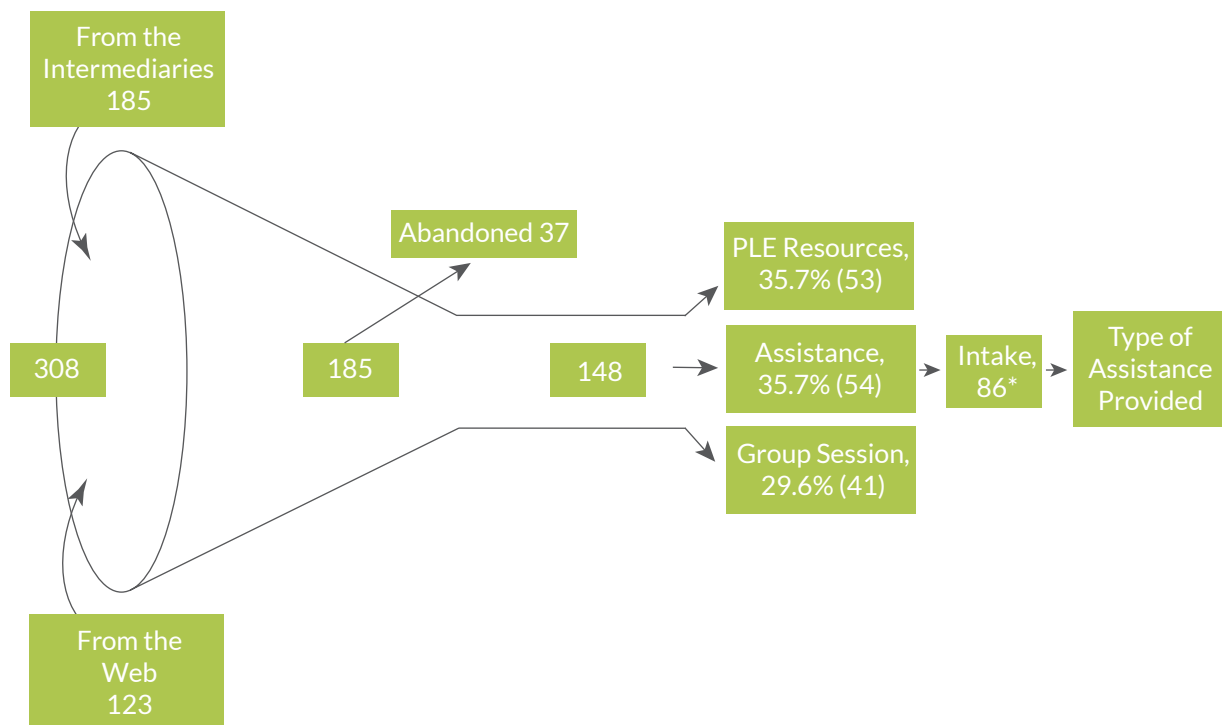 From the
Intermediaries
185
Abandoned 37
PLE Resources,
35.7% (53)
308
185
148
Assistance,
35.7% (54)
Intake,
86*
Type of
Assistance
Provided
Group Session,
29.6% (41)
From the
Web
123